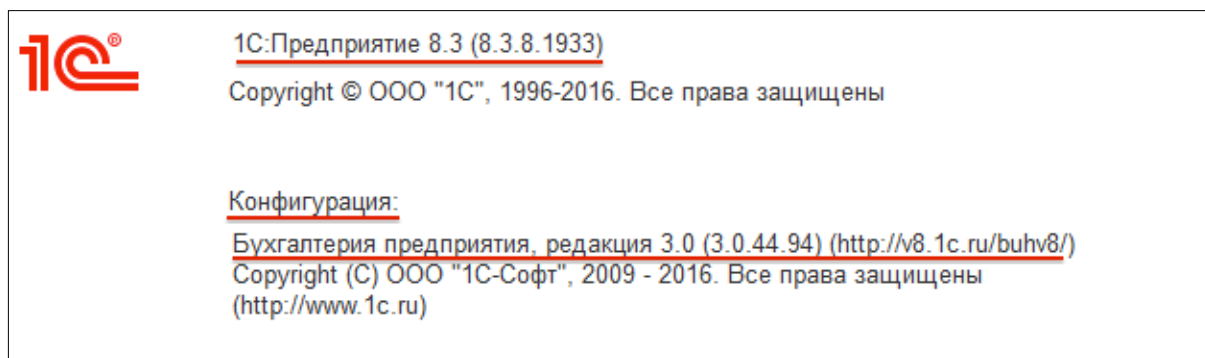 1С®
1С:Предприятие 8.3 (8.3.8.1933)
Copyright © ООО "1С", 1996-2016. Все права защищены
Конфигурация:
Бухгалтерия предприятия, редакция 3.0 (3.0.44.94) (http://v8.1c.ru/buhv8/)
Copyright (С) ООО "1С-Софт", 2009 - 2016. Все права защищены
(http://www.1c.ru)